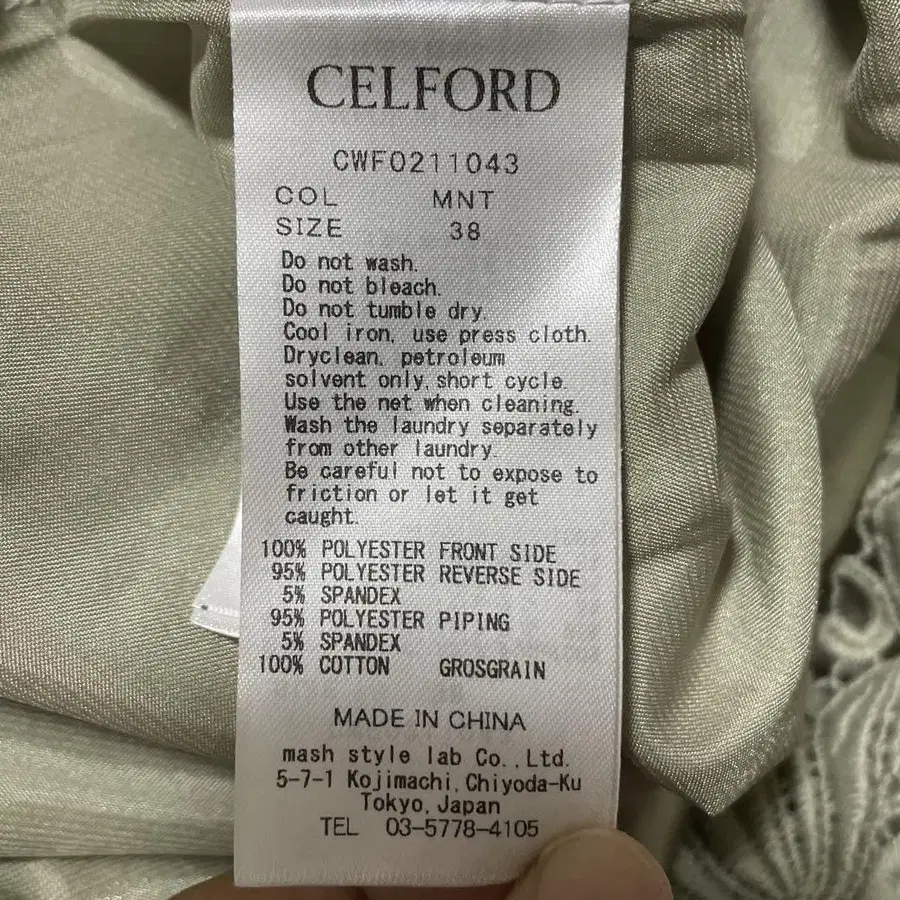 CELFORD
CWF0211043
COL MNT
SIZE 38
Do not wash.
Do not bleach.
Do not tumble dry.
Cool iron, use press cloth.
Dryclean, petroleum
solvent only,short cycle.
Use the net when cleaning.
Wash the laundry separately
from other laundry.
Be careful not to expose to
friction or let it get
caught.
100% POLYESTER FRONT SIDE
95% POLYESTER REVERSE SIDE
5% SPANDEX
95% POLYESTER PIPING
5% SPANDEX
100% COTTON GROSGRAIN
MADE IN CHINA
mash style lab Co.,Ltd.
5-7-1 Kojimachi,Chiyoda-Ku
Tokyo,Japan
TEL 03-5778-4105